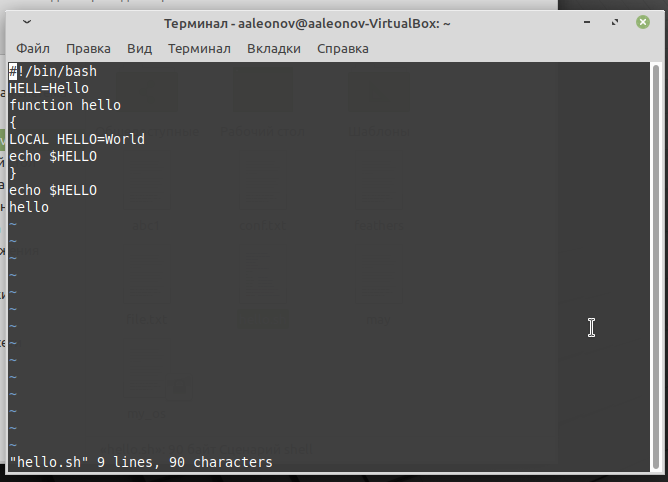 Терминал - aaleonov@aaleonov-VirtualBox: ~
Файл Правка Вид Терминал Вкладки Справка
#!/bin/bash
HELL=Hello
function hello
{
LOCAL HELLO=World
echo $HELLO
}
echo $HELLO
hello
~
~
~
~
~
~
~
~
~
~
~
~
~
~
"hello.sh" 9 lines, 90 characters